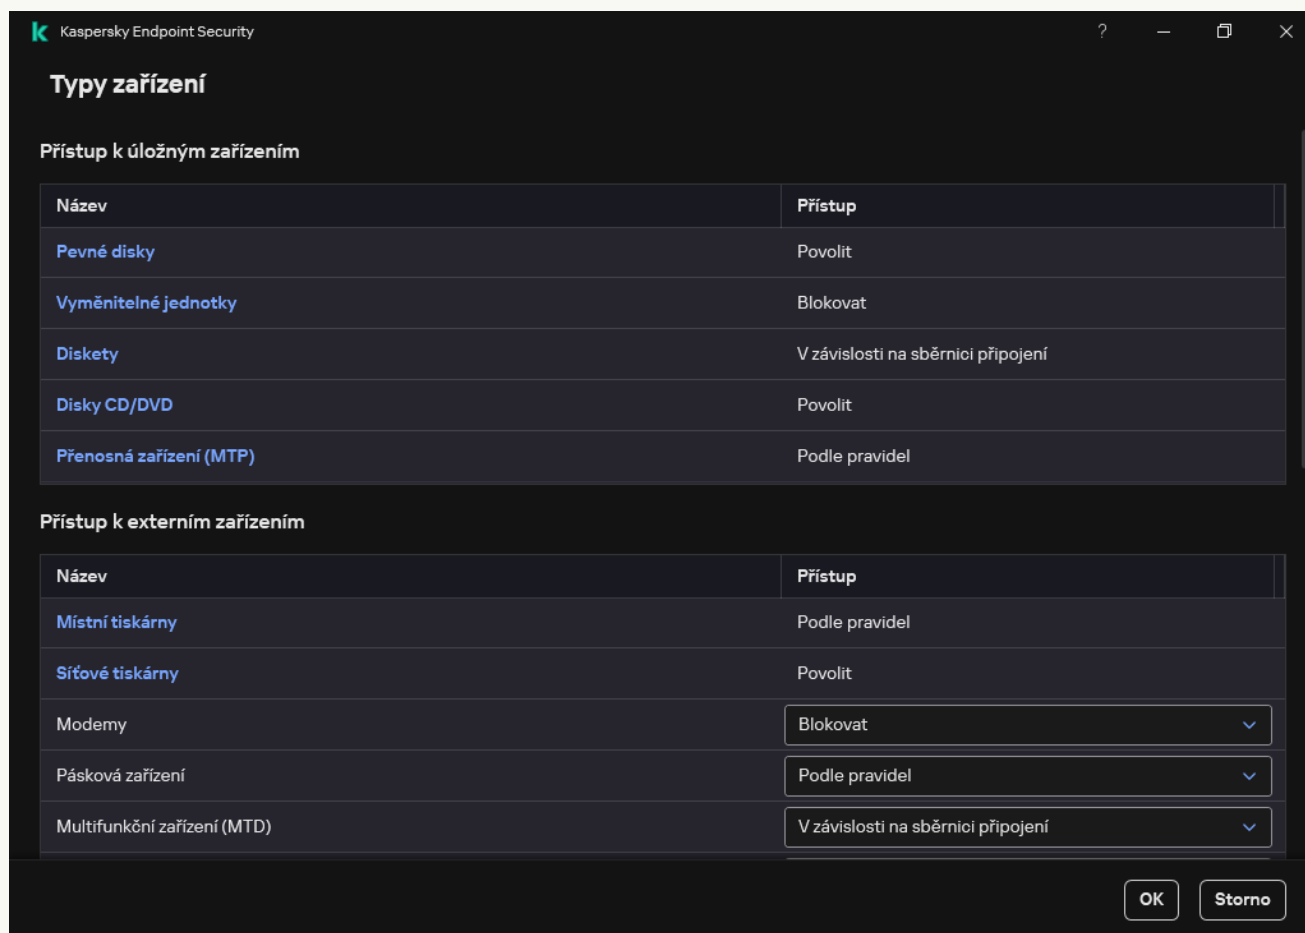 Kaspersky Endpoint Security
Typy zařízení
Přístup k úložným zařízením
Název Přístup
Pevné disky Povolit
Vyměnitelné jednotky Blokovat
Diskety V závislosti na sběrnici připojení
Disky CD/DVD Povolit
Přenosná zařízení (MTP) Podle pravidel
Přístup k externím zařízením
Název Přístup
Místní tiskárny Podle pravidel
Síťové tiskárny Povolit
Modemy Blokovat
Pásková zařízení Podle pravidel
Multifunkční zařízení (MTD) V závislosti na sběrnici připojení
OK Storno